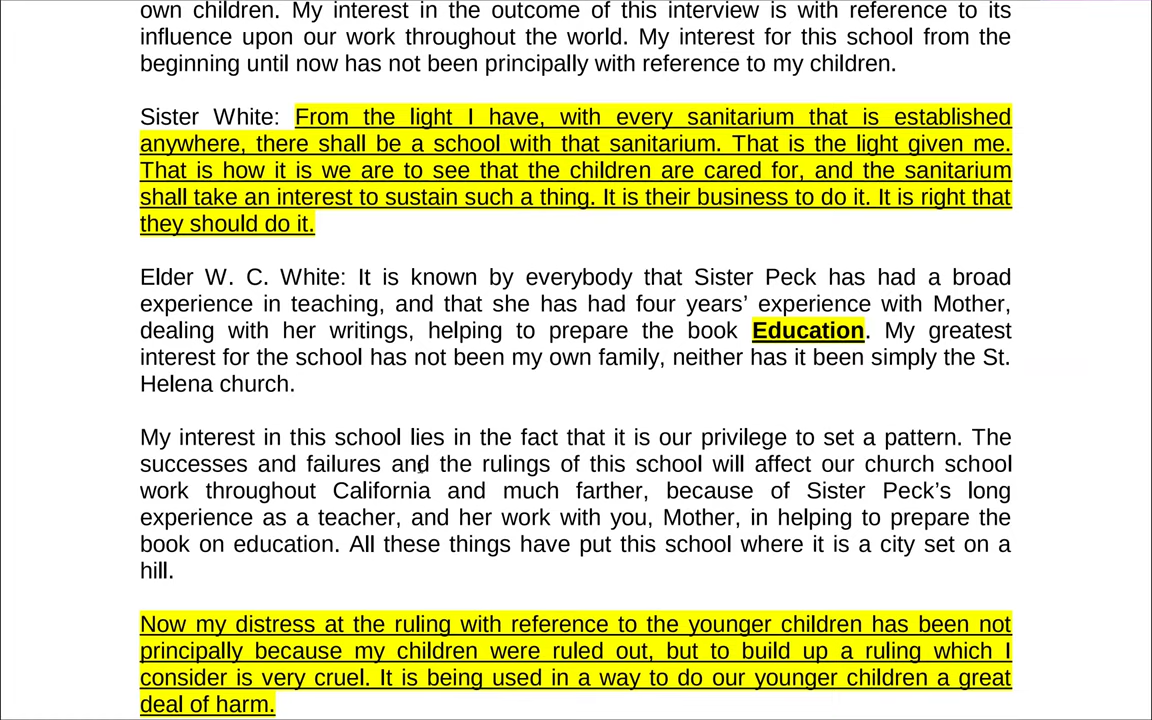 own children. My interest in the outcome of this interview is with reference to its
influence upon our work throughout the world. My interest for this school from the
beginning until now has not been principally with reference to my children.
Sister White: From the light I have, with every sanitarium that is established
anywhere, there shall be a school with that sanitarium. That is the light given me.
That is how it is we are to see that the children are cared for, and the sanitarium
shall take an interest to sustain such a thing. It is their business to do it. It is right that
they should do it.
Elder W. C. White: It is known by everybody that Sister Peck has had a broad
experience in teaching, and that she has had four years’ experience with Mother,
dealing with her writings, helping to prepare the book Education. My greatest
interest for the school has not been my own family, neither has it been simply the St.
Helena church.
My interest in this school lies in the fact that it is our privilege to set a pattern. The
successes and failures and the rulings of this school will affect our church school
work throughout California and much farther, because of Sister Peck’s long
experience as a teacher, and her work with you, Mother, in helping to prepare the
book on education. All these things have put this school where it is a city set on a
hill.
Now my distress at the ruling with reference to the younger children has been not
principally because my children were ruled out, but to build up a ruling which I
consider is very cruel. It is being used in a way to do our younger children a great
deal of harm.